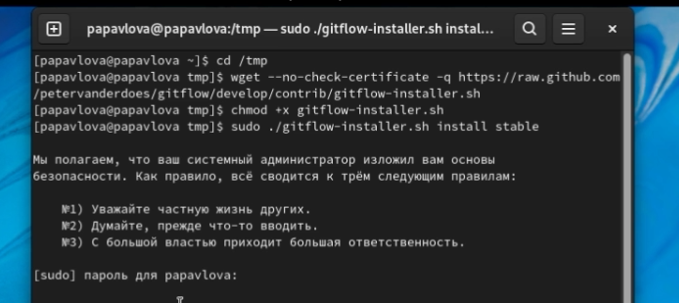 papavlova@papavlova:/tmp — sudo ./gitflow-installer.sh instal...
[papavlova@papavlova ~]$ cd /tmp
[papavlova@papavlova tmp]$ wget --no-check-certificate -q https://raw.github.com
/petervanderdoes/gitflow/develop/contrib/gitflow-installer.sh
[papavlova@papavlova tmp]$ chmod +x gitflow-installer.sh
[papavlova@papavlova tmp]$ sudo ./gitflow-installer.sh install stable
Мы полагаем, что ваш системный администратор изложил вам основы
безопасности. Как правило, всё сводится к трём следующим правилам:
№1) Уважайте частную жизнь других.
№2) Думайте, прежде что-то вводить.
№3) С большой властью приходит большая ответственность.
[sudo] пароль для papavlova: